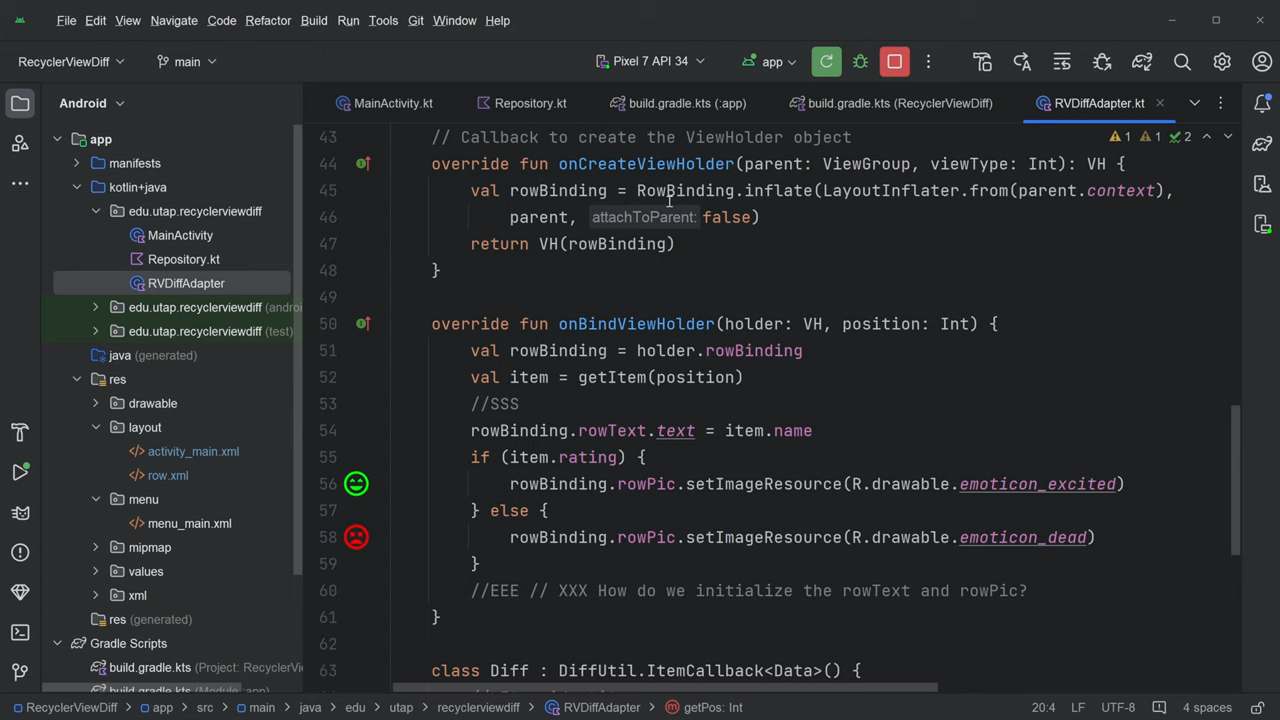 File Edit View Navigate Code Refactor Build Run Tools Git Window Help
RecyclerViewDiff main Pixel 7 API 34 app
Android
MainActivity.kt Repository.kt build.gradle.kts (:app) build.gradle.kts (RecyclerViewDiff) RVDiffAdapter.kt
app
manifests
kotlin+java
edu.utap.recyclerviewdiff
MainActivity
Repository.kt
RVDiffAdapter
edu.utap.recyclerviewdiff (androi
edu.utap.recyclerviewdiff (test)
java (generated)
res
drawable
layout
activity_main.xml
row.xml
menu
menu_main.xml
mipmap
values
xml
res (generated)
Gradle Scripts
build.gradle.kts (Project: RecyclerVi
build.gradle.kts (Module :app)
1 1 2
43 // Callback to create the ViewHolder object
44 override fun onCreateViewHolder(parent: ViewGroup, viewType: Int): VH {
45 val rowBinding = RowBinding.inflate(LayoutInflater.from(parent.context),
46 parent, attachToParent: false)
47 return VH(rowBinding)
48 }
49
50 override fun onBindViewHolder(holder: VH, position: Int) {
51 val rowBinding = holder.rowBinding
52 val item = getItem(position)
53 //SSS
54 rowBinding.rowText.text = item.name
55 if (item.rating) {
56 rowBinding.rowPic.setImageResource(R.drawable.emoticon_excited)
57 } else {
58 rowBinding.rowPic.setImageResource(R.drawable.emoticon_dead)
59 }
60 //EEE // XXX How do we initialize the rowText and rowPic?
61 }
62
63 class Diff : DiffUtil.ItemCallback<Data>() {
RecyclerViewDiff app src main java edu utap recyclerviewdiff RVDiffAdapter getPos: Int 20:4 LF UTF-8 4 spaces